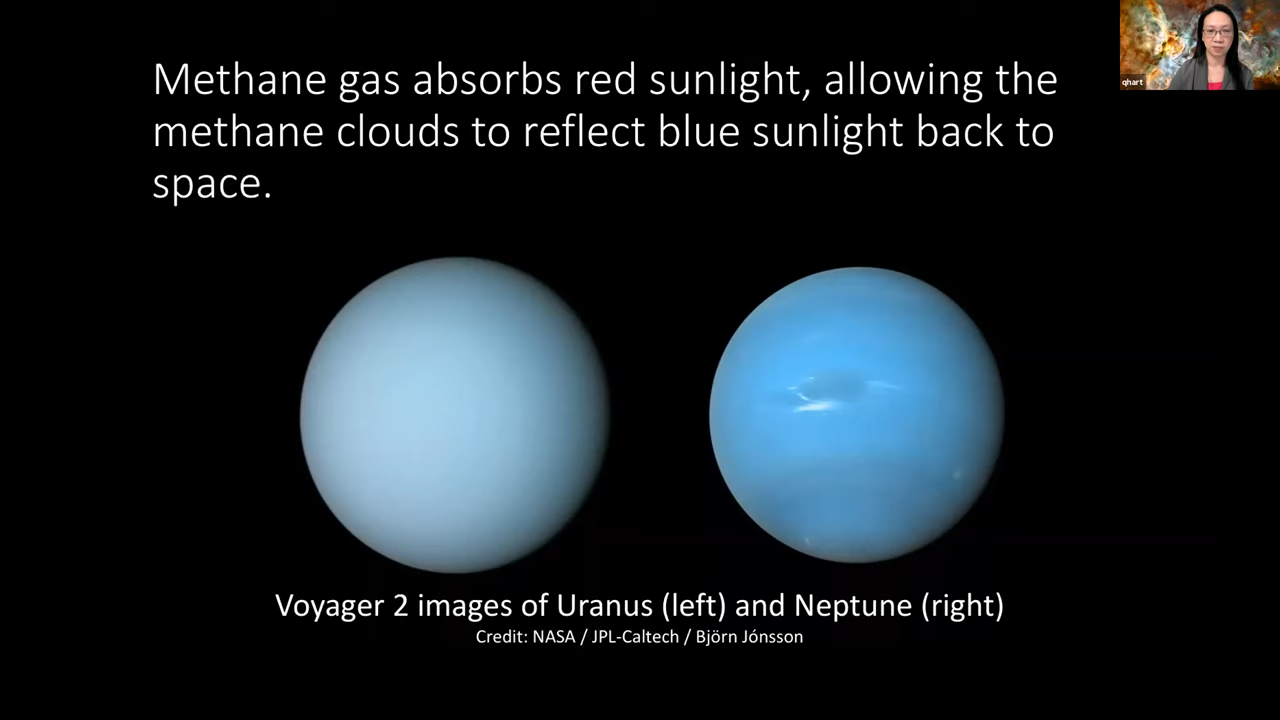 Methane gas absorbs red sunlight, allowing the
methane clouds to reflect blue sunlight back to
space.
qhart
Voyager 2 images of Uranus (left) and Neptune (right)
Credit: NASA / JPL-Caltech / Björn Jónsson